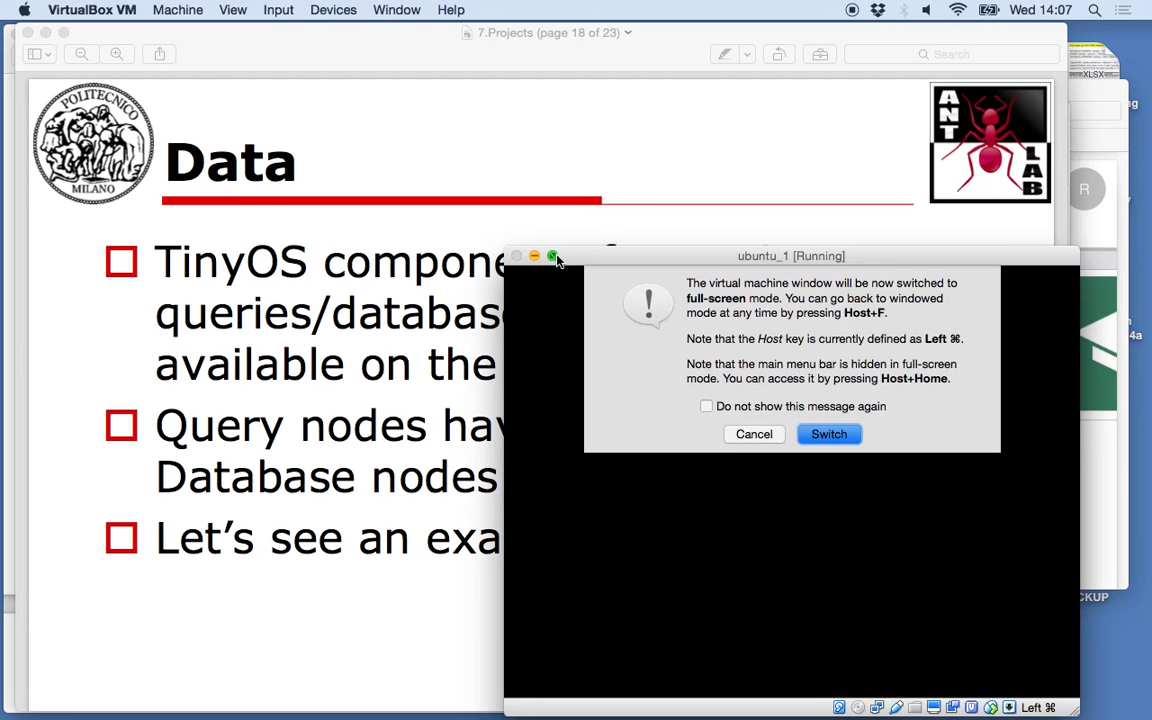 VirtualBox VM Machine View Input Devices Window Help Wed 14:07
7.Projects (page 18 of 23)
Search
XLSX
POLITECNICO
MILANO
Data
ANT
LAB
ng
R
TinyOS compone
queries/databas
available on the
Query nodes hav
Database nodes
Let's see an exa
ubuntu_1 [Running]
The virtual machine window will be now switched to
full-screen mode. You can go back to windowed
mode at any time by pressing Host+F.
Note that the Host key is currently defined as Left ⌘.
Note that the main menu bar is hidden in full-screen
mode. You can access it by pressing Host+Home.
Do not show this message again
Cancel Switch
4a
CKUP
Left ⌘